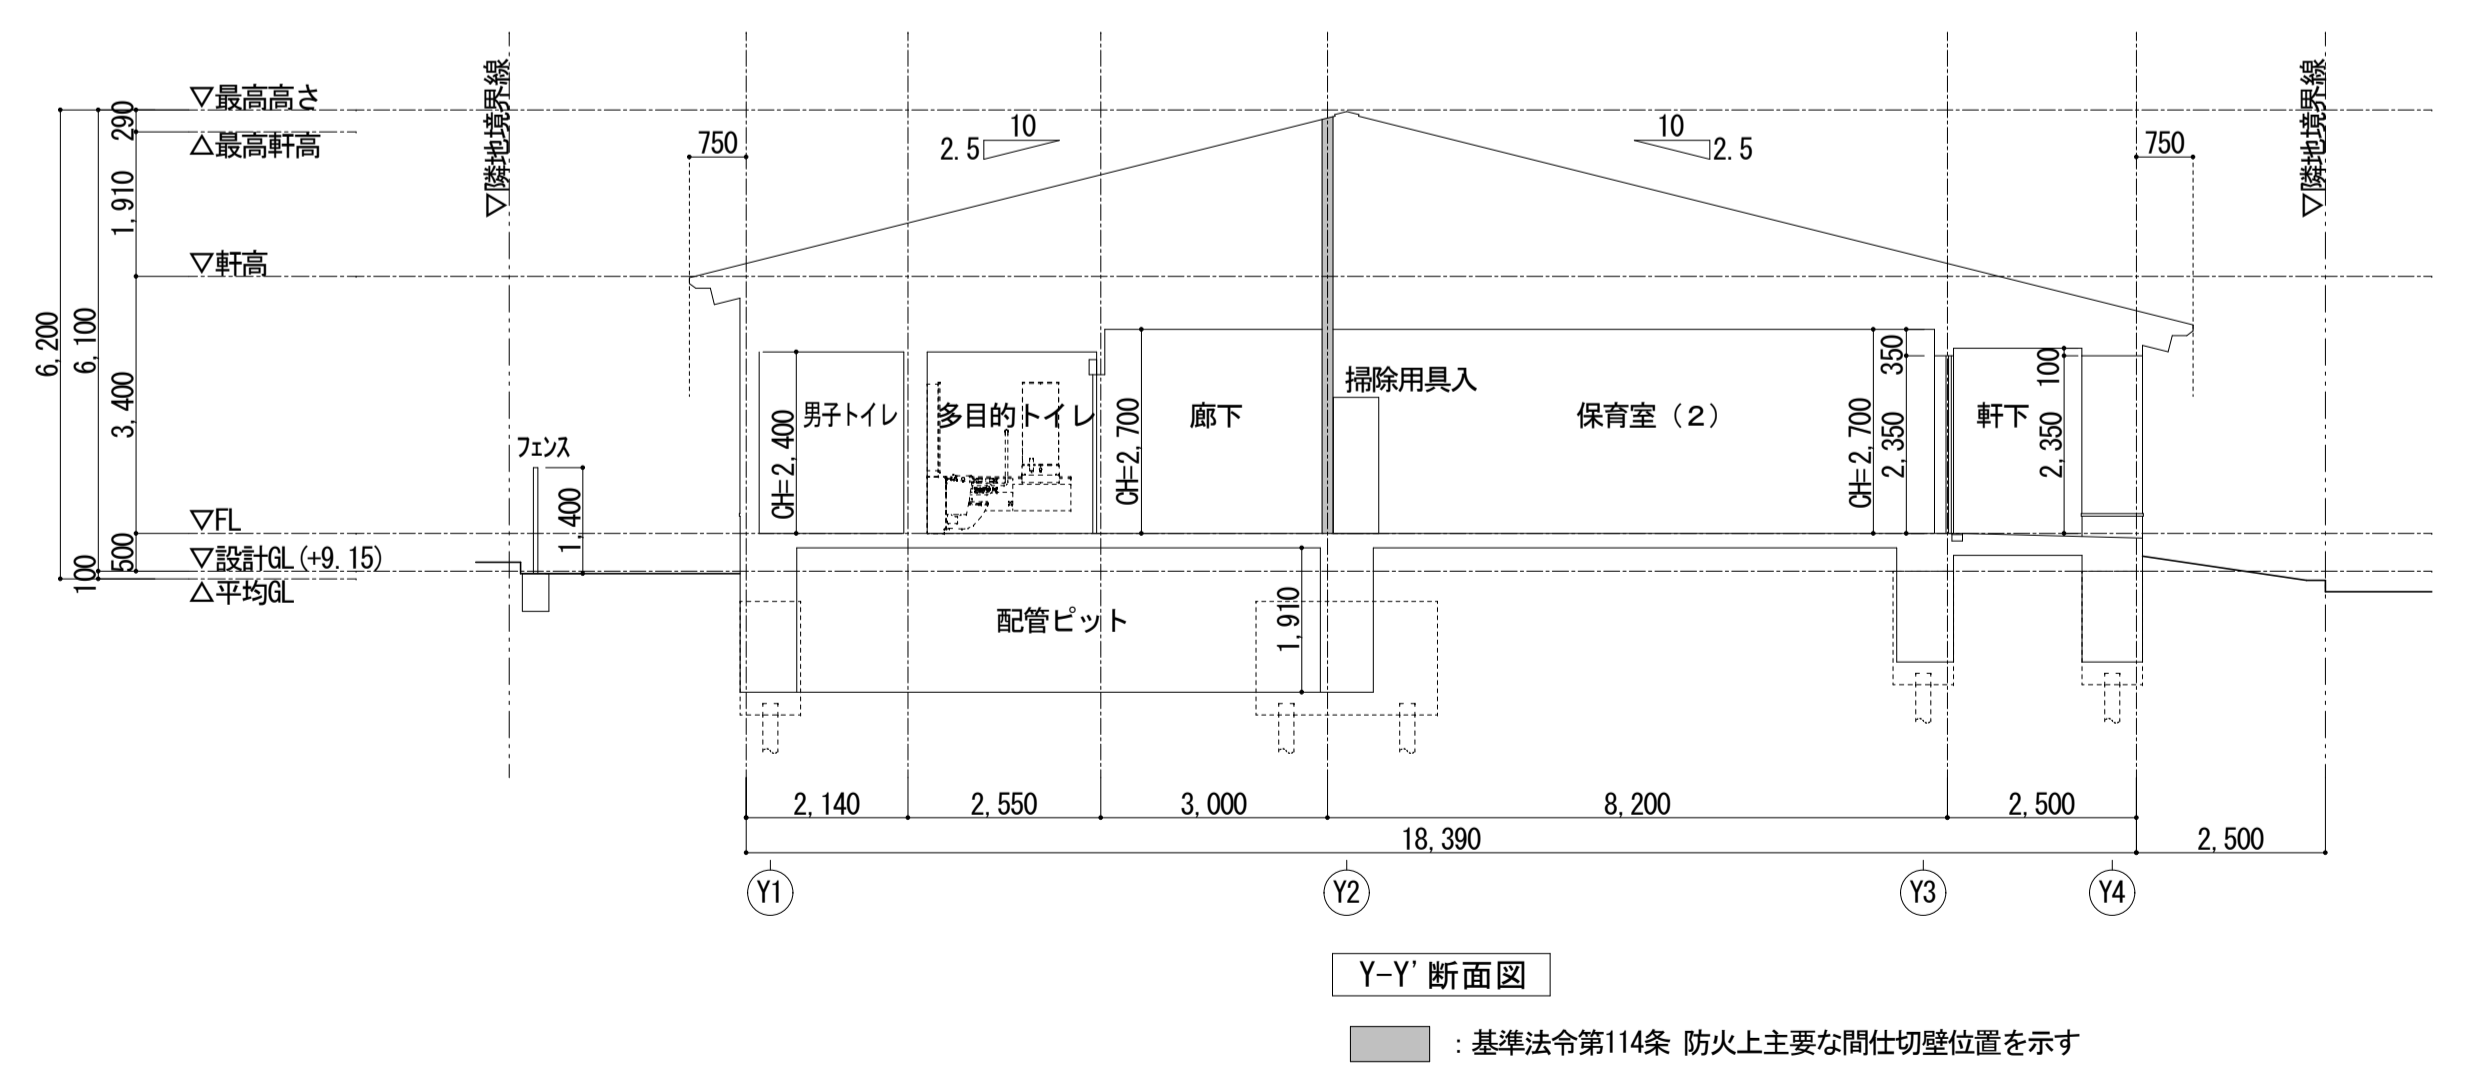 ▽最高高さ
△最高軒高
▽軒高
▽FL
▽設計GL(+9.15)
△平均GL
290
1,910
3,400
500
6,100
100
6,200
▽隣地境界線
フェンス
1,400
750
10
2.5
10
2.5
750
▽隣地境界線
CH=2,400
男子トイレ
多目的トイレ
CH=2,700
廊下
掃除用具入
保育室（2）
CH=2,700
350
2,350
軒下
100
2,350
配管ピット
1,910
2,140
2,550
3,000
8,200
2,500
18,390
2,500
Y1
Y2
Y3
Y4
Y-Y' 断面図
：基準法令第114条 防火上主要な間仕切壁位置を示す